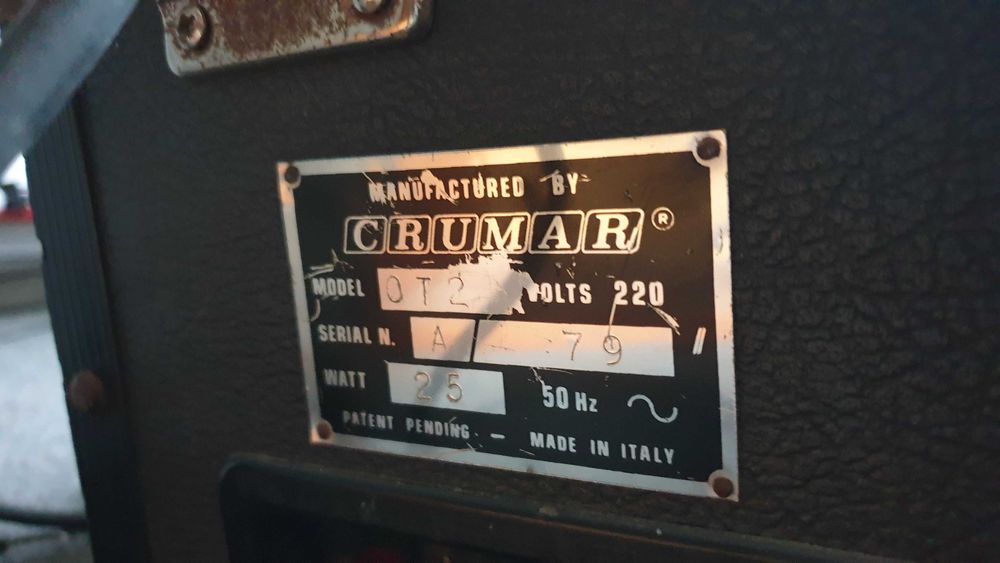 MANUFACTURED BY
CRUMAR ®
MODEL OT2 VOLTS 220
SERIAL N. A 79
WATT 25 50 Hz
PATENT PENDING - MADE IN ITALY